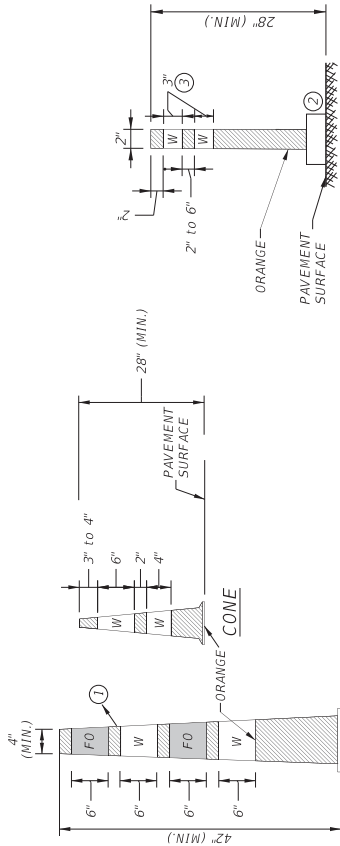 4"
(MIN.)
FO
1
W
FO
W
6"
6"
6"
6"
42" (MIN.)
ORANGE
CONE
3" to 4"
6"
2"
4"
W
W
28" (MIN.)
PAVEMENT
SURFACE
2"
2"
3"
3
W
W
2" to 6"
28" (MIN.)
ORANGE
2
PAVEMENT
SURFACE